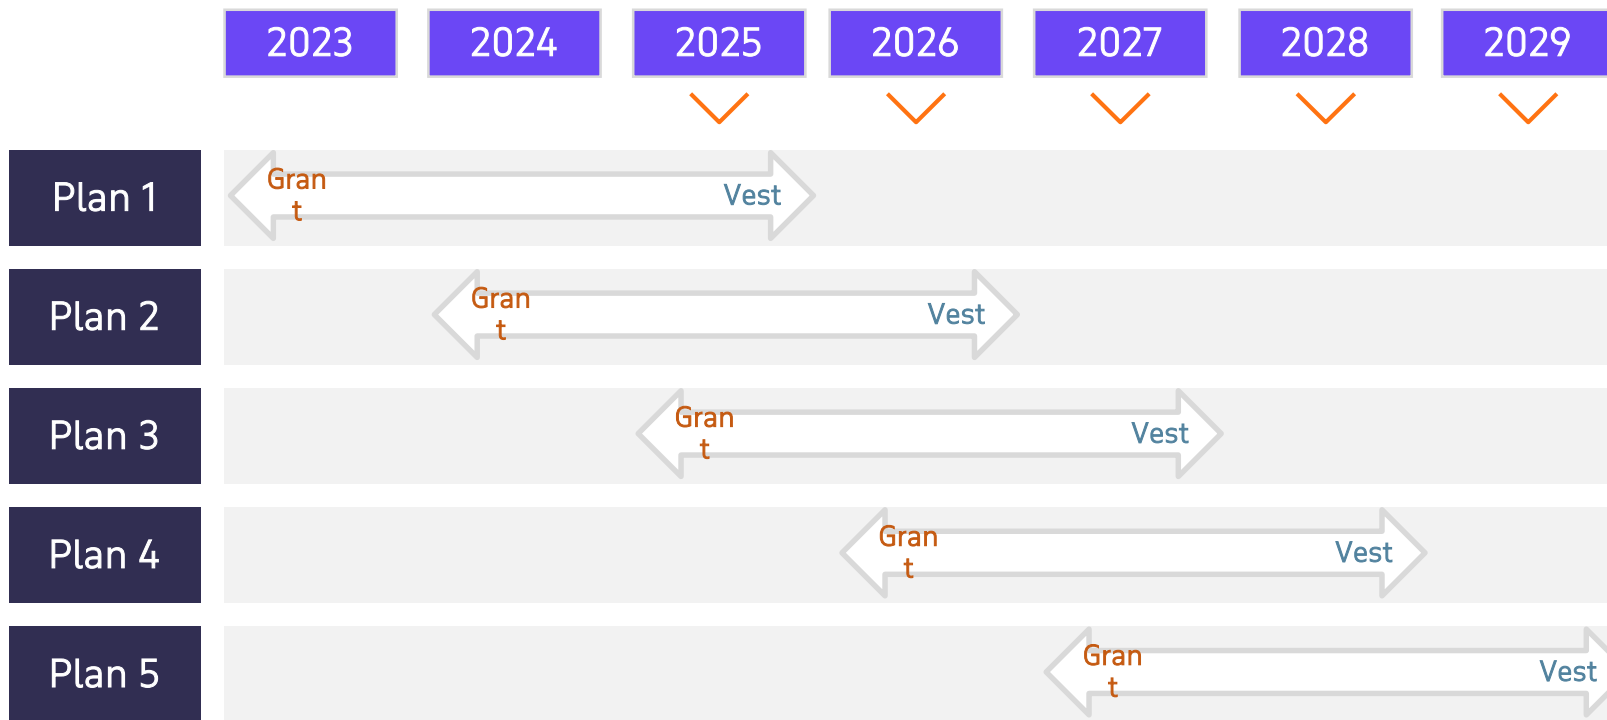 2023 2024 2025 2026 2027 2028 2029
Plan 1
Gran
t
Vest
Plan 2
Gran
t
Vest
Plan 3
Gran
t
Vest
Plan 4
Gran
t
Vest
Plan 5
Gran
t
Vest